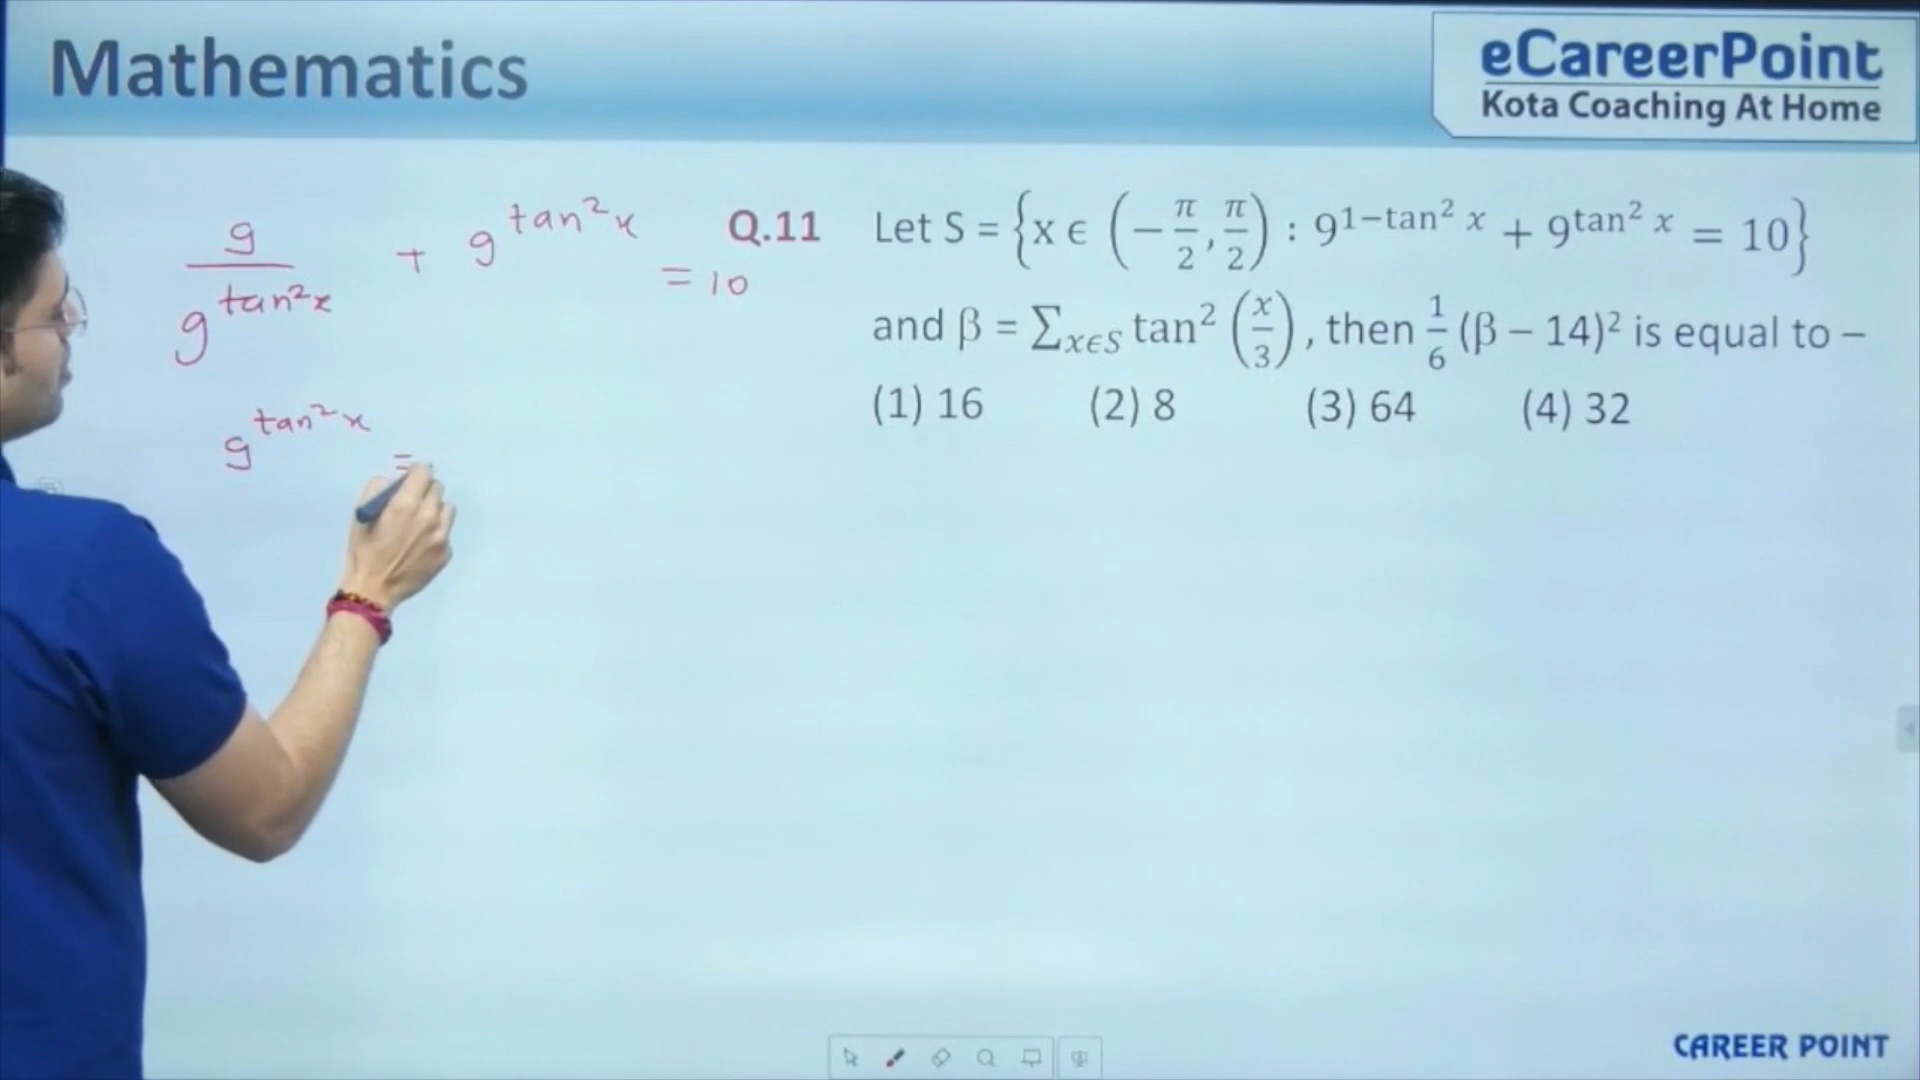 Mathematics
eCareerPoint
Kota Coaching At Home
9/9^tan²x + 9^tan²x = 10
9^tan²x =
Q.11 Let S = {x ϵ (−π/2, π/2) : 9^(1−tan² x) + 9^(tan² x) = 10}
and β = ∑xϵS tan² (x/3), then 1/6 (β − 14)² is equal to –
(1) 16 (2) 8 (3) 64 (4) 32
CAREER POINT